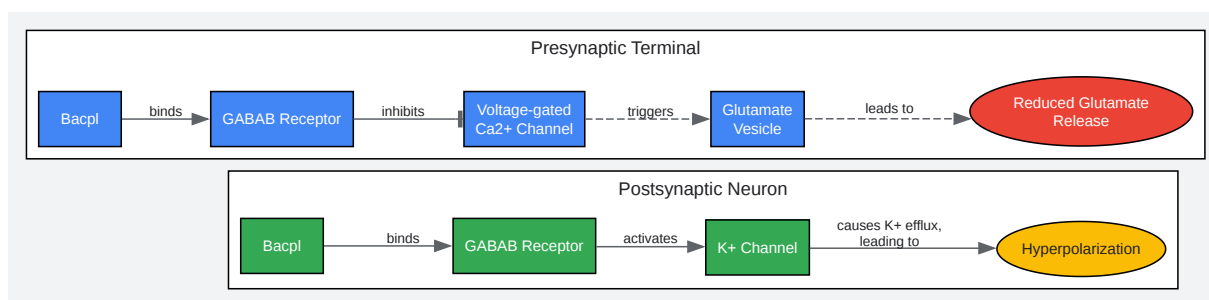 Presynaptic Terminal
Bacpl
binds
GABAB Receptor
inhibits
Voltage-gated
Ca2+ Channel
triggers
Glutamate
Vesicle
leads to
Reduced Glutamate
Release
Postsynaptic Neuron
Bacpl
binds
GABAB Receptor
activates
K+ Channel
causes K+ efflux,
leading to
Hyperpolarization